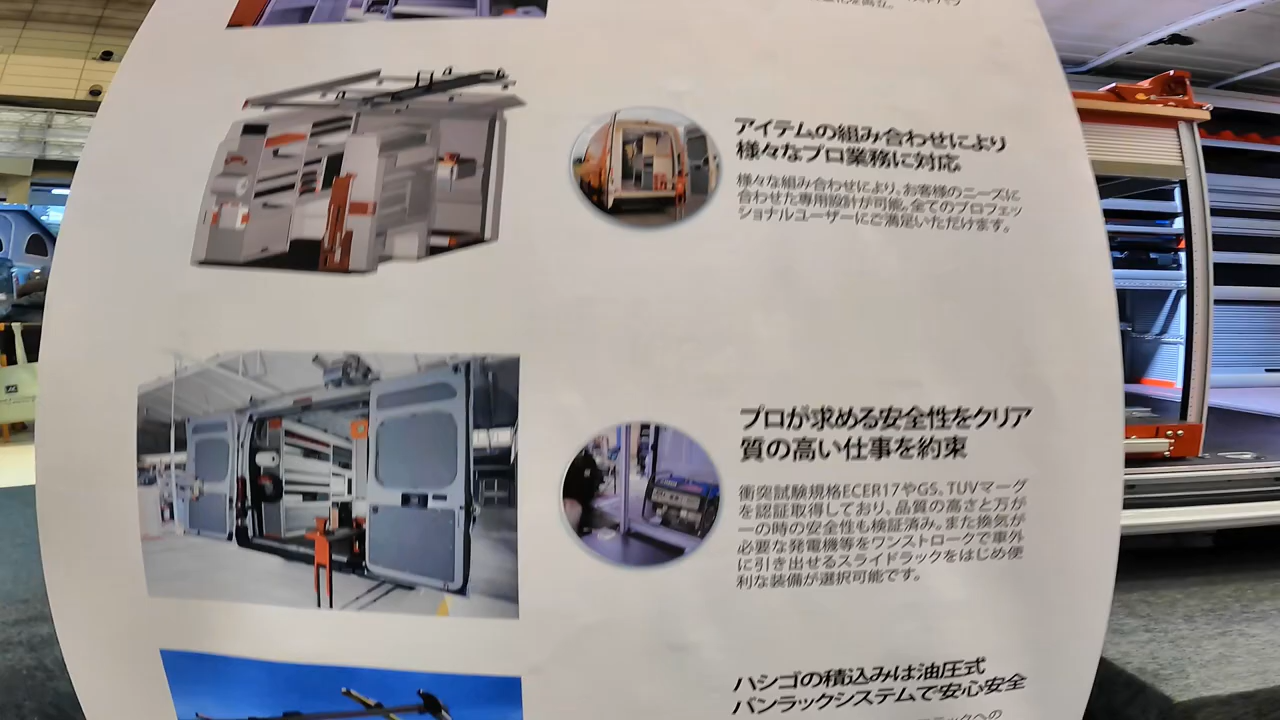 アイテムの組み合わせにより
様々なプロ業務に対応
様々な組み合わせにより、お客様のニーズに
合わせた専用設計が可能。全てのプロフェッ
ショナルユーザーにご満足いただけます。
プロが求める安全性をクリア
質の高い仕事を約束
衝突試験規格ECER17やGS。TUVマーグ
を認証取得しており、品質の高さと万が
一の時の安全性も検証済み。また換気が
必要な発電機等をワンストロークで車外
に引き出せるスライドラックをはじめ便
利な装備が選択可能です。
ハシゴの積込みは油圧式
バンラックシステムで安心安全